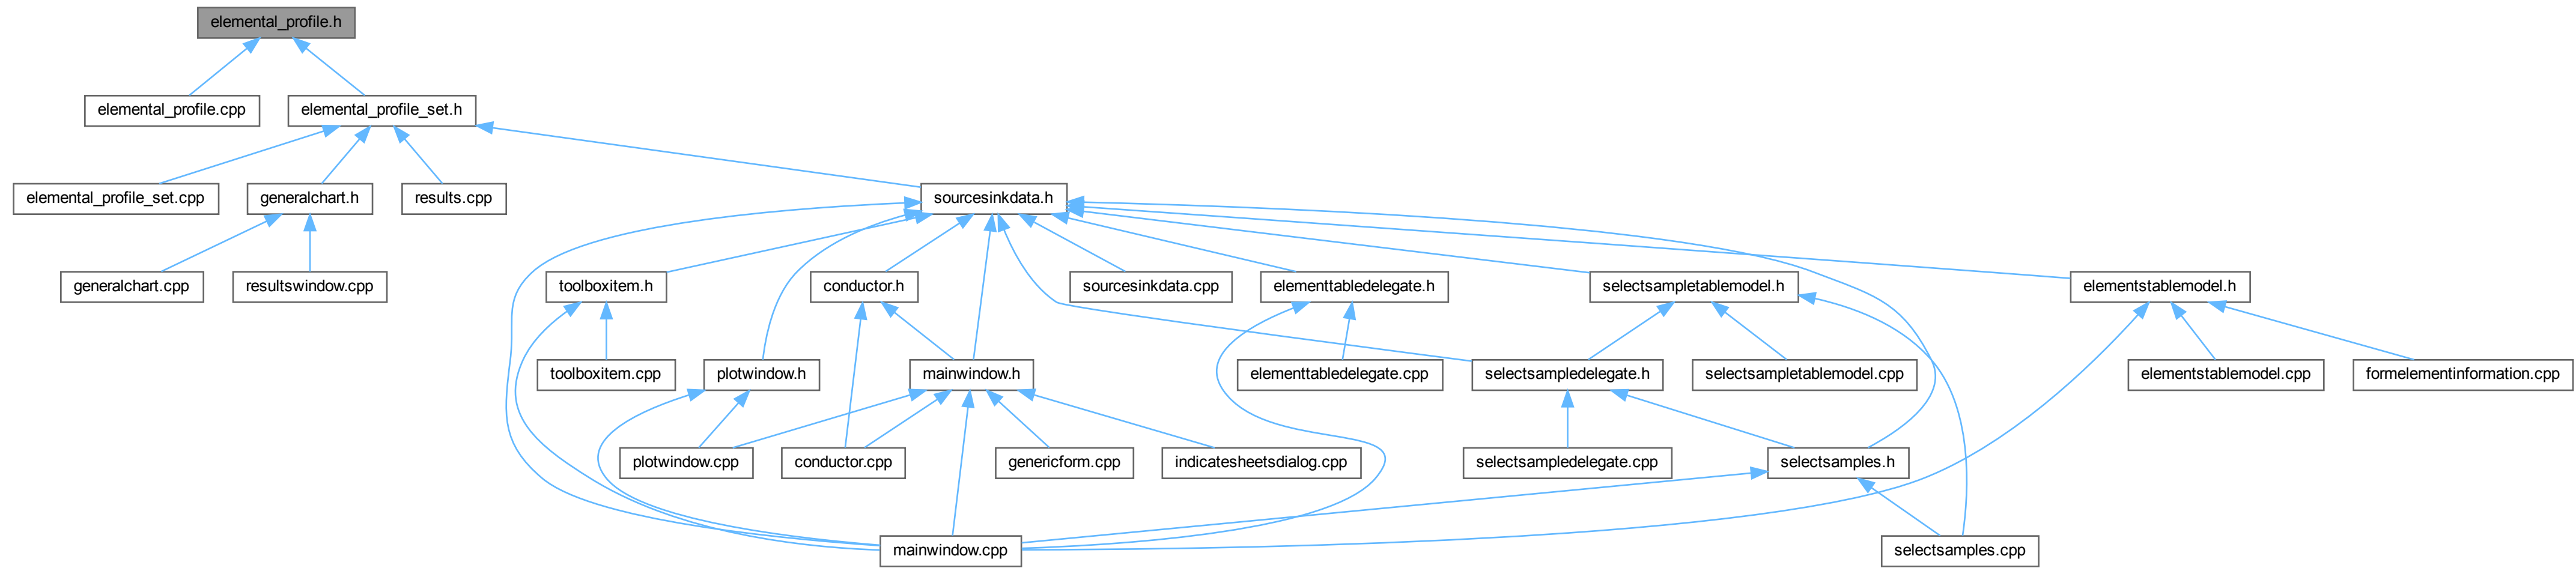 elemental_profile.h
elemental_profile.cpp
elemental_profile_set.h
elemental_profile_set.cpp
generalchart.h
results.cpp
sourcesinkdata.h
generalchart.cpp
resultswindow.cpp
toolboxitem.h
conductor.h
sourcesinkdata.cpp
elementtabledelegate.h
selectsampletablemodel.h
elementstablemodel.h
toolboxitem.cpp
plotwindow.h
mainwindow.h
elementtabledelegate.cpp
selectsampledelegate.h
selectsampletablemodel.cpp
elementstablemodel.cpp
formelementinformation.cpp
plotwindow.cpp
conductor.cpp
genericform.cpp
indicatesheetsdialog.cpp
selectsampledelegate.cpp
selectsamples.h
mainwindow.cpp
selectsamples.cpp